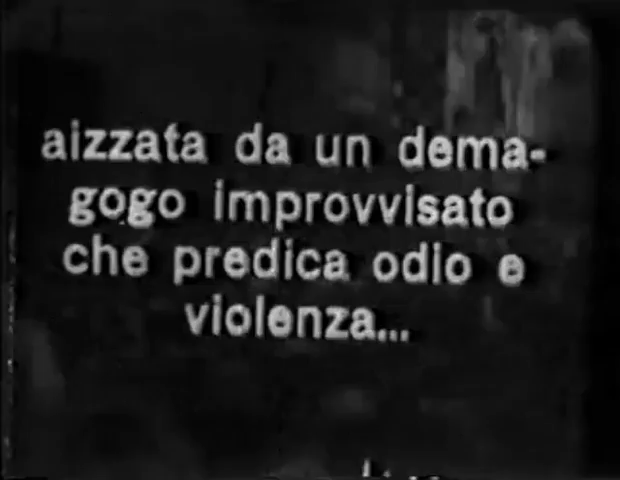 aizzata da un dema-
gogo improvvisato
che predica odio e
violenza...